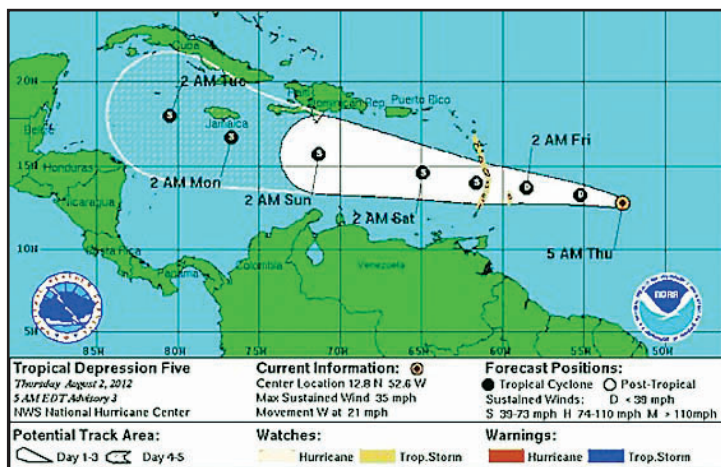 Cuba
2 AM Tue
20N
Haiti
Dominican Rep.
Puerto Rico
Belize
Jamaica
2 AM Fri
15N
Honduras
2 AM Mon
2 AM Sun
Nicaragua
2 AM Sat
5 AM Thu
10N
Costa Rica
Panama
Colombia
Venezuela
NOAA
5N
85W 80W 75W 70W 65W 60W 55W 50W
S S S S S D D
Tropical Depression Five
Thursday August 2, 2012
5 AM EDT Advisory 3
NWS National Hurricane Center
Current Information:
Center Location 12.8 N 52.6 W
Max Sustained Wind 35 mph
Movement W at 21 mph
Forecast Positions:
Tropical Cyclone Post-Tropical
Sustained Winds: D < 39 mph
S 39-73 mph H 74-110 mph M > 110mph
Potential Track Area:
Day 1-3 Day 4-5
Watches:
Hurricane Trop.Storm
Warnings:
Hurricane Trop.Storm